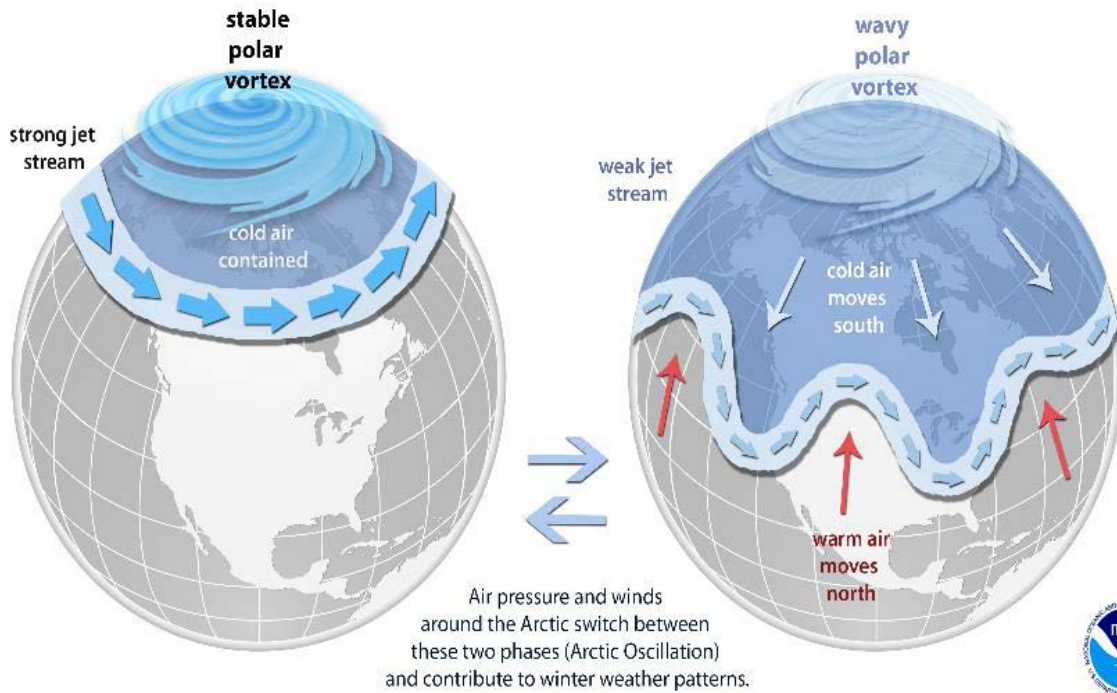 stable
polar
vortex
strong jet
stream
cold air
contained
wavy
polar
vortex
weak jet
stream
cold air
moves
south
warm air
moves
north
Air pressure and winds
around the Arctic switch between
these two phases (Arctic Oscillation)
and contribute to winter weather patterns.